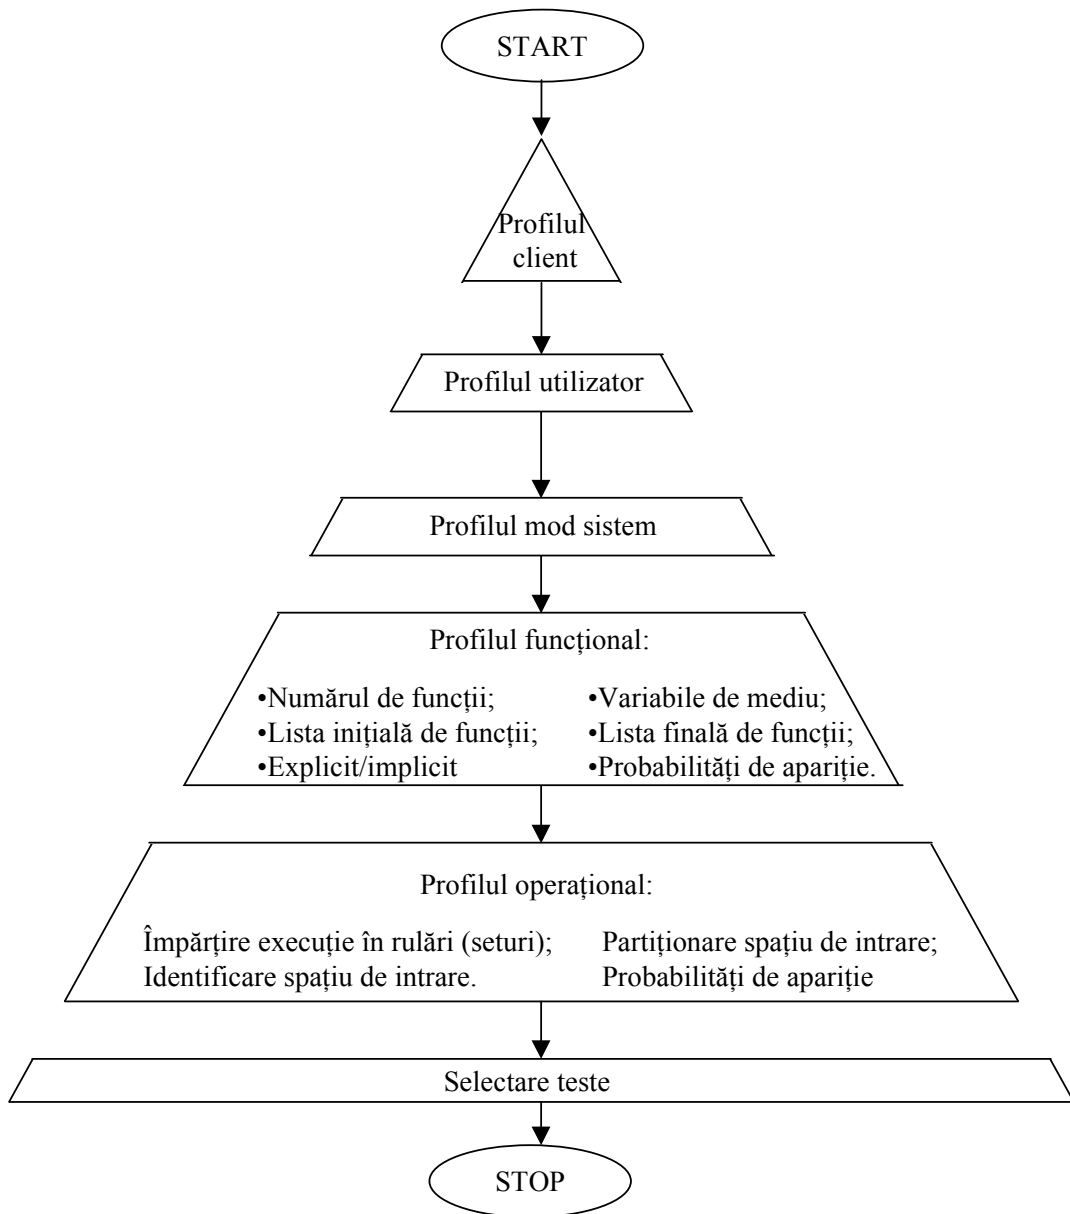 START
Profilul
client
Profilul utilizator
Profilul mod sistem
Profilul funcțional:
•Numărul de funcții; •Variabile de mediu;
•Lista inițială de funcții; •Lista finală de funcții;
•Explicit/implicit •Probabilități de apariție.
Profilul operațional:
Împărțire execuție în rulări (seturi); Partiționare spațiu de intrare;
Identificare spațiu de intrare. Probabilități de apariție
Selectare teste
STOP